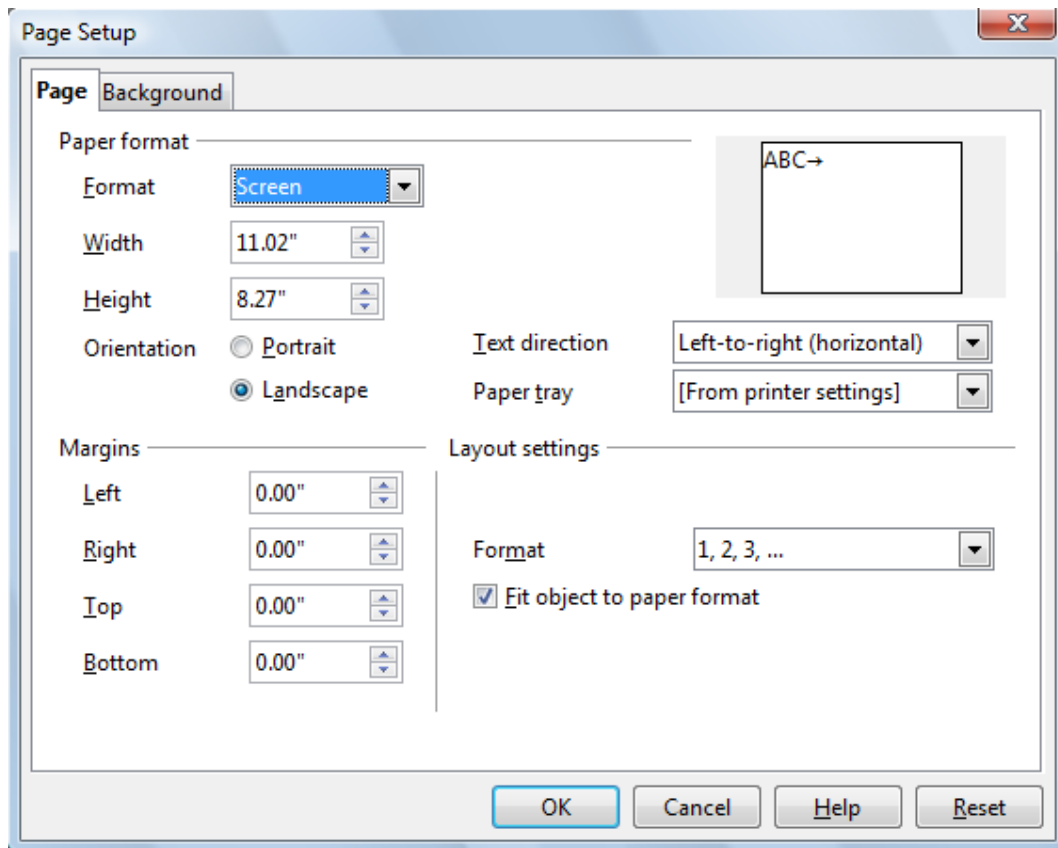 Page Setup
Page Background
Paper format
ABC→
Format Screen
Width 11.02"
Height 8.27"
Orientation Portrait
Text direction Left-to-right (horizontal)
Landscape
Paper tray [From printer settings]
Margins
Layout settings
Left 0.00"
Right 0.00"
Format 1, 2, 3, ...
Top 0.00"
Fit object to paper format
Bottom 0.00"
OK Cancel Help Reset